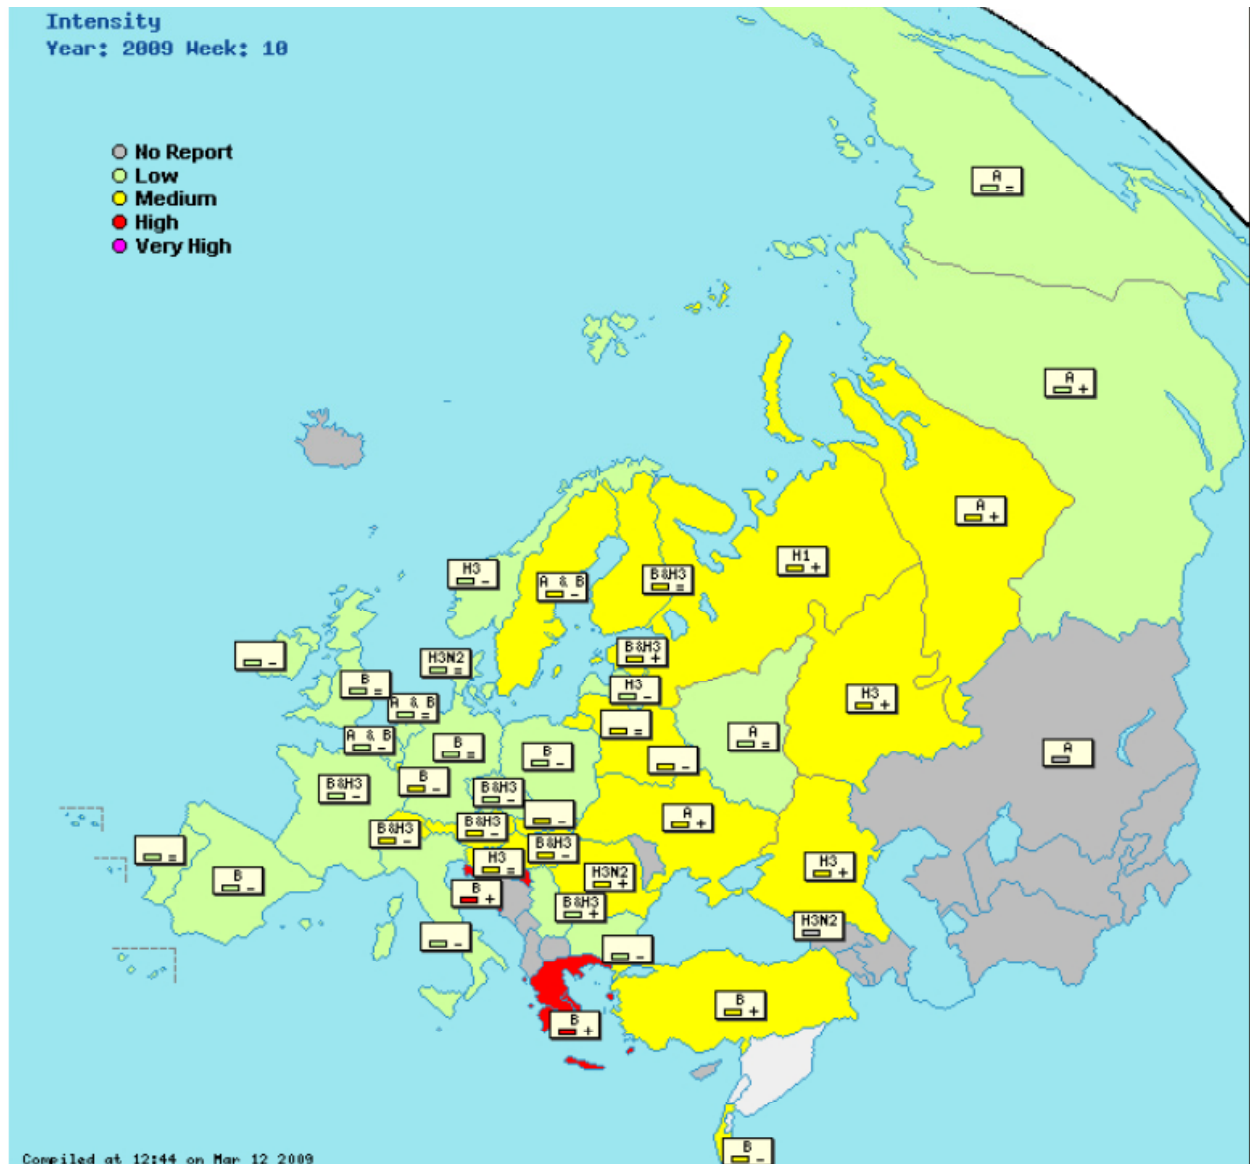 Intensity
Year: 2009 Week: 10
No Report
Low
Medium
High
Very High
A
=
A
+
A
+
H1
+
H3
-
A & B
-
B&H3
=
B&H3
+
-
H3N2
=
H3
-
B
=
A & B
=
H3
+
=
A
=
A & B
-
B
=
B
-
-
A
B
-
B&H3
-
B&H3
-
-
A
+
B&H3
-
B&H3
-
B&H3
-
=
H3
=
H3
+
B
-
H3N2
+
B
+
B&H3
+
H3N2
-
-
B
+
B
+
B
-
Compiled at 12:44 on Mar 12 2009